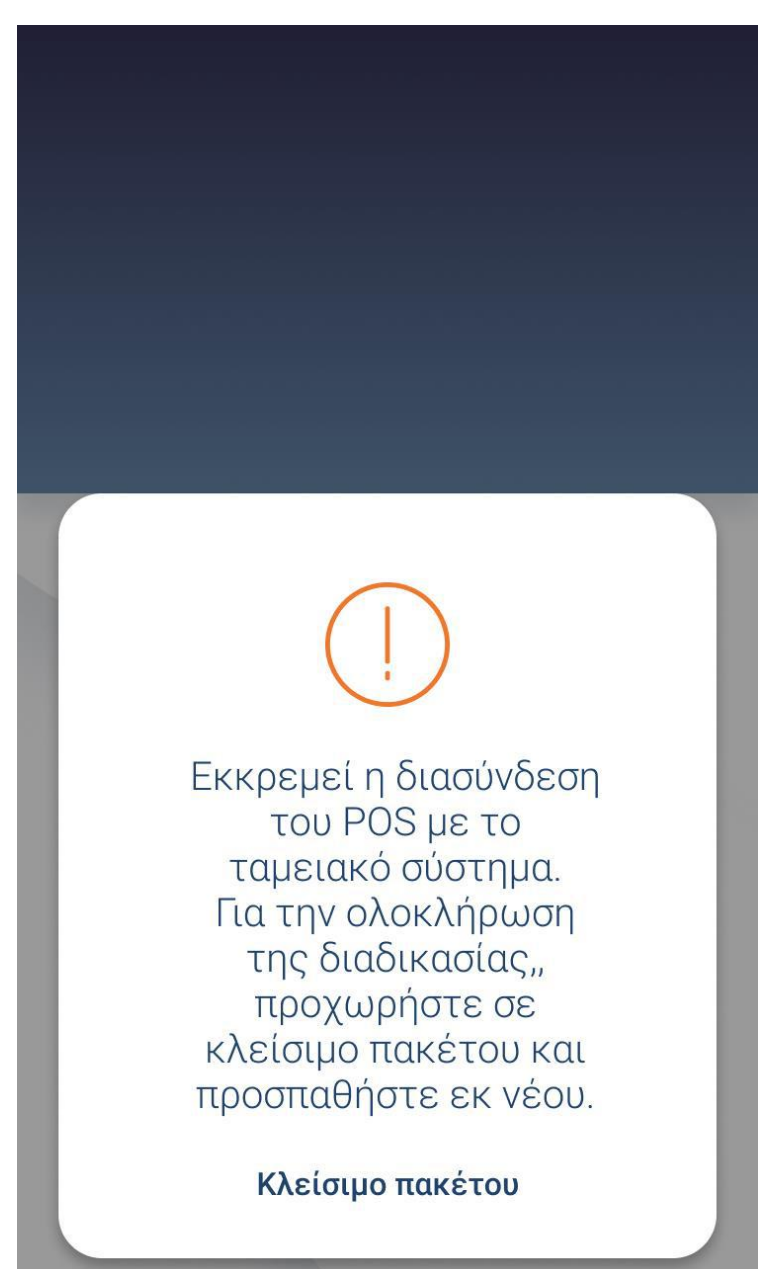 Εκκρεμεί η διασύνδεση
του POS με το
ταμειακό σύστημα.
Για την ολοκλήρωση
της διαδικασίας,,
προχωρήστε σε
κλείσιμο πακέτου και
προσπαθήστε εκ νέου.
Κλείσιμο πακέτου